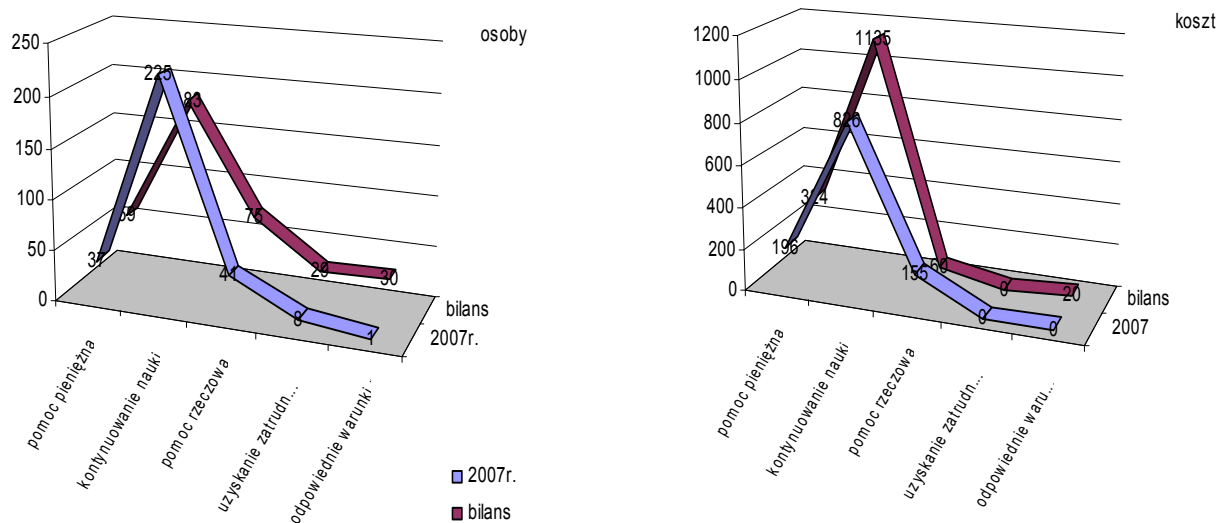 osoby
250
200
150
100
50
0
225
37
75
41
20
30
8
1
bilans
2007r.
pomoc pieniężna
kontynuowanie nauki
pomoc rzeczowa
uzyskanie zatrudn...
odpowiednie warunki .
2007r.
bilans
koszt
1200
1000
800
600
400
200
0
1135
826
324
196
60
155
0
20
0
0
bilans
2007
pomoc pieniężna
kontynuowanie nauki
pomoc rzeczowa
uzyskanie zatrudn...
odpowiednie waru...